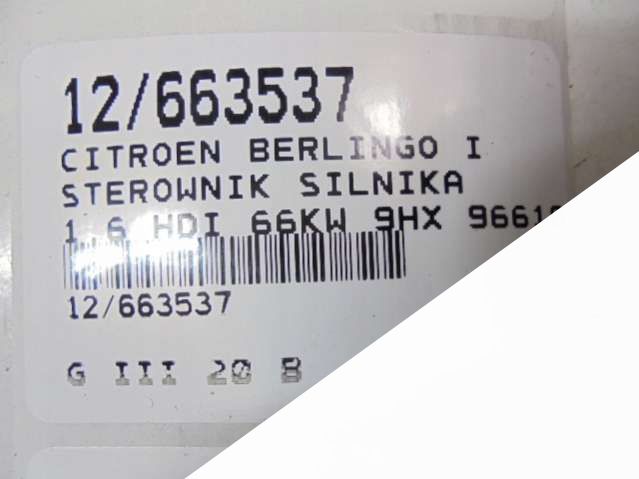 12/663537
CITROEN BERLINGO I
STEROWNIK SILNIKA
1.6 HDI 66KW 9HX
12/663537
G III 20 B